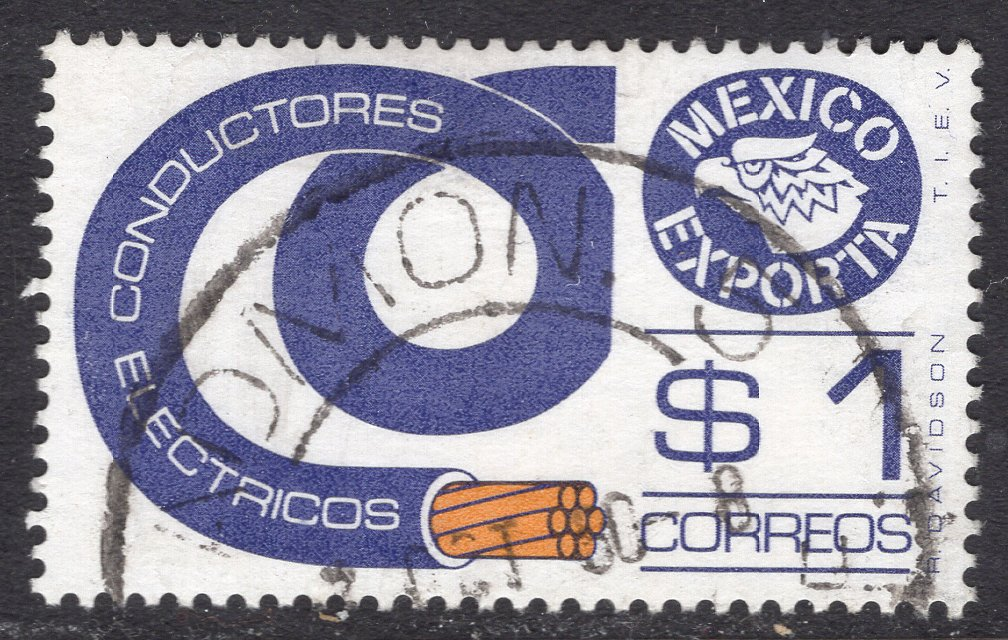 CONDUCTORES
ELECTRICOS
MEXICO
EXPORTA
$1
CORREOS
R. DAVIDSON T. I. E. V.